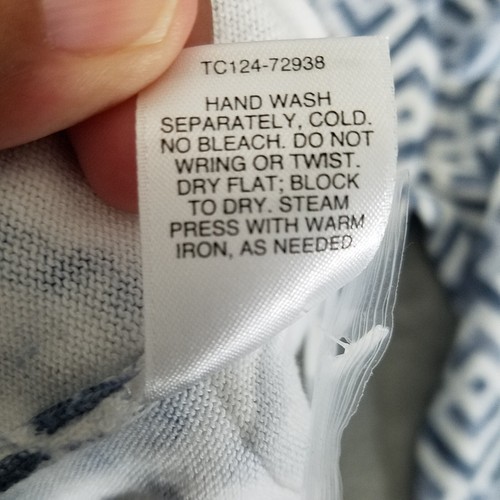 TC124-72938
HAND WASH
SEPARATELY, COLD.
NO BLEACH. DO NOT
WRING OR TWIST.
DRY FLAT; BLOCK
TO DRY. STEAM
PRESS WITH WARM
IRON, AS NEEDED.